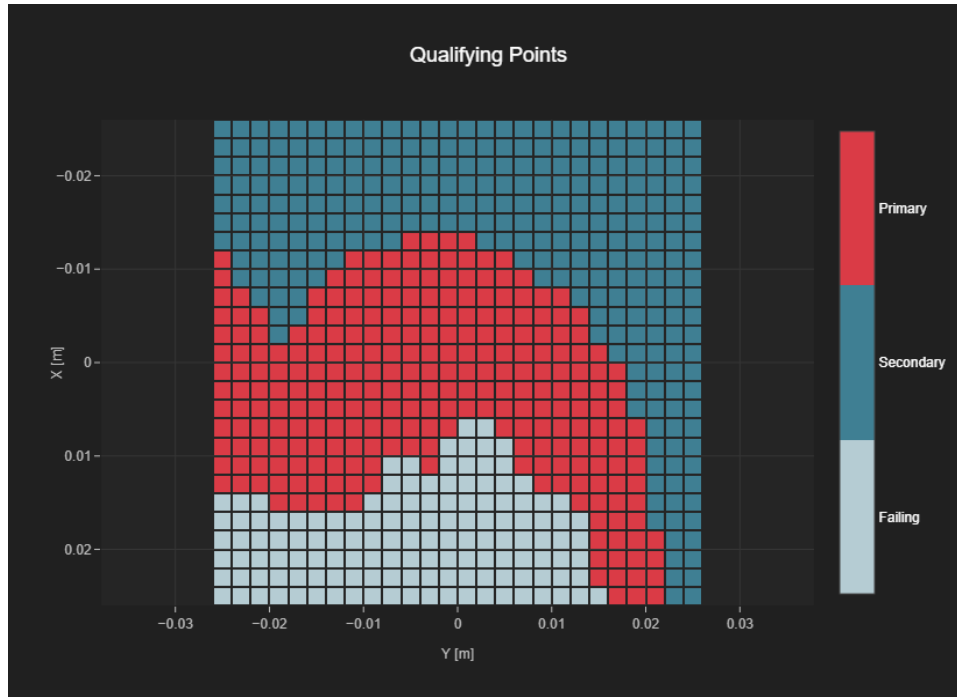 Qualifying Points
−0.02
−0.01
0
0.01
0.02
X [m]
−0.03
−0.02
−0.01
0
0.01
0.02
0.03
Y [m]
Primary
Secondary
Failing